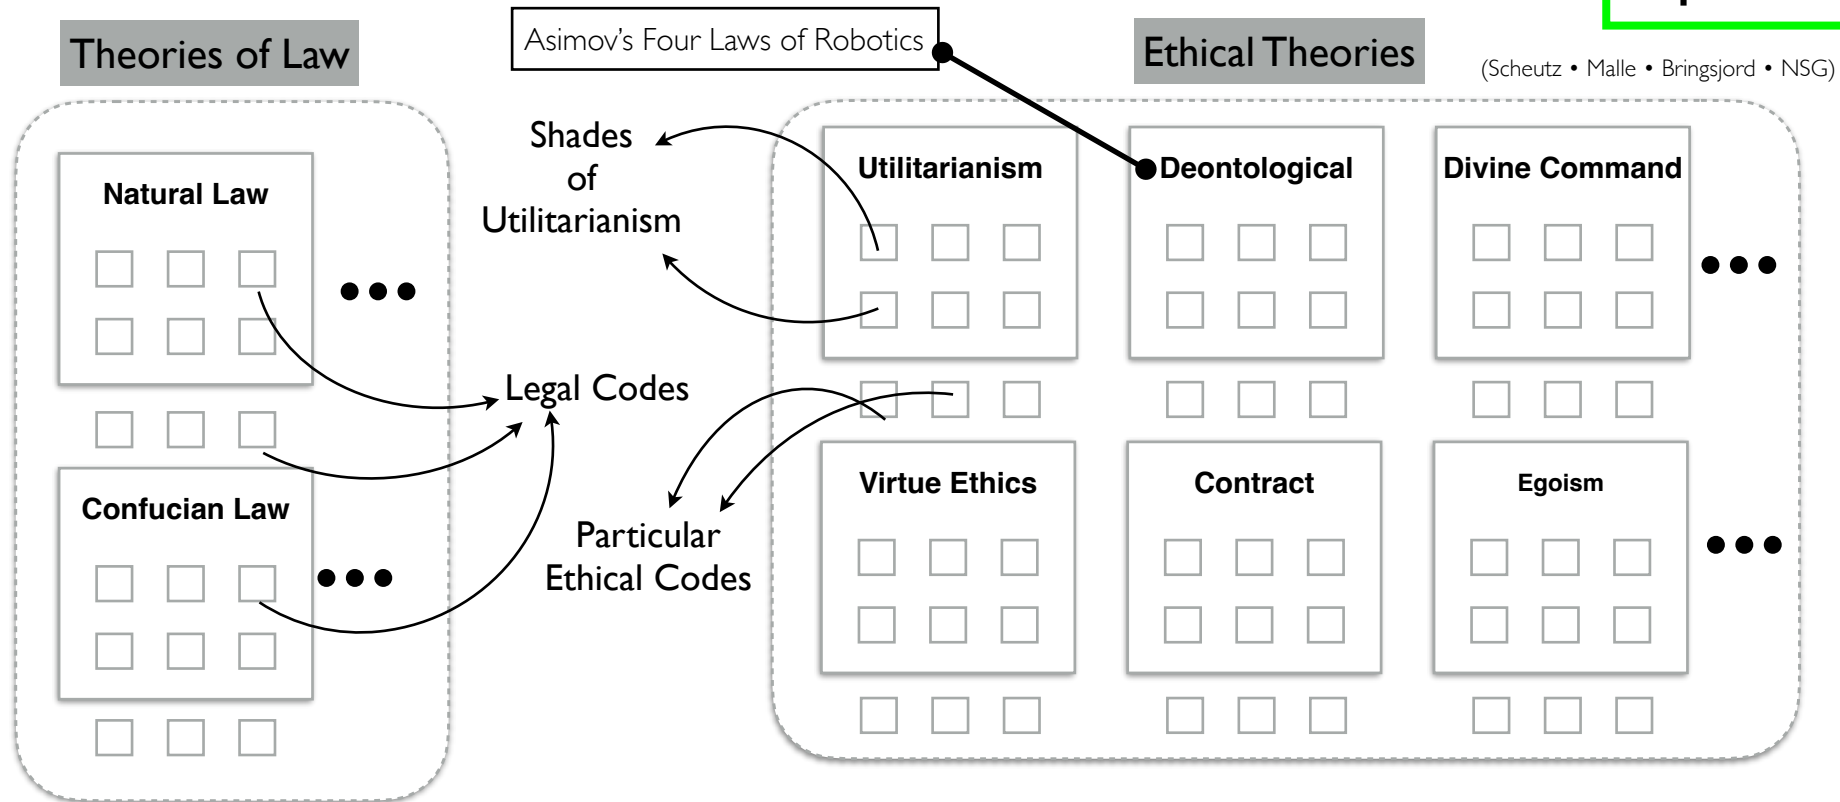 Theories of Law
Asimov's Four Laws of Robotics
Ethical Theories
(Scheutz • Malle • Bringsjord • NSG)
Natural Law
Shades
of
Utilitarianism
Utilitarianism
Deontological
Divine Command
Legal Codes
Confucian Law
Particular
Ethical Codes
Virtue Ethics
Contract
Egoism